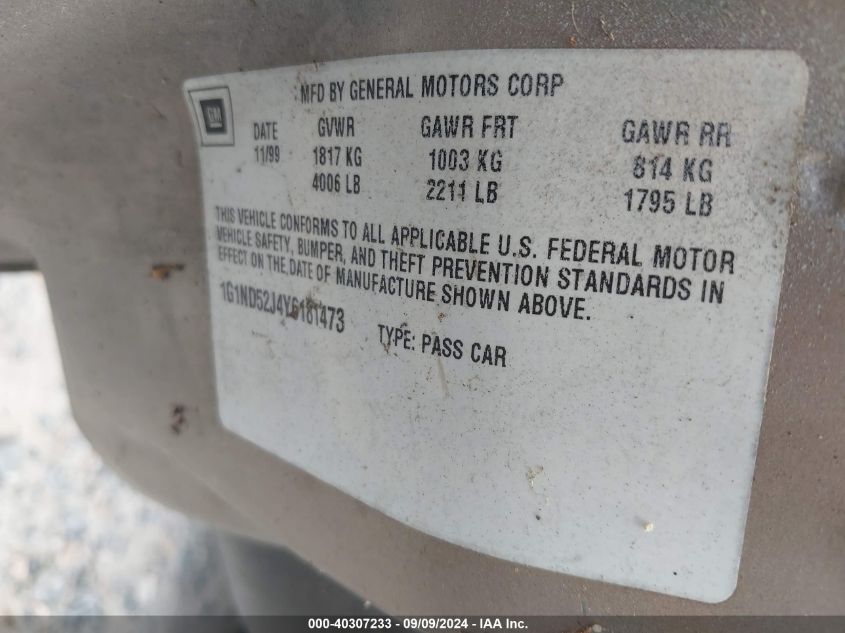 MFD BY GENERAL MOTORS CORP
GM
DATE GVWR GAWR FRT GAWR RR
11/99 1817 KG 1003 KG 814 KG
4006 LB 2211 LB 1795 LB
THIS VEHICLE CONFORMS TO ALL APPLICABLE U.S. FEDERAL MOTOR
VEHICLE SAFETY, BUMPER, AND THEFT PREVENTION STANDARDS IN
EFFECT ON THE DATE OF MANUFACTURE SHOWN ABOVE.
1G1ND52J4Y6181473 TYPE: PASS CAR
000-40307233 - 09/09/2024 - IAA Inc.